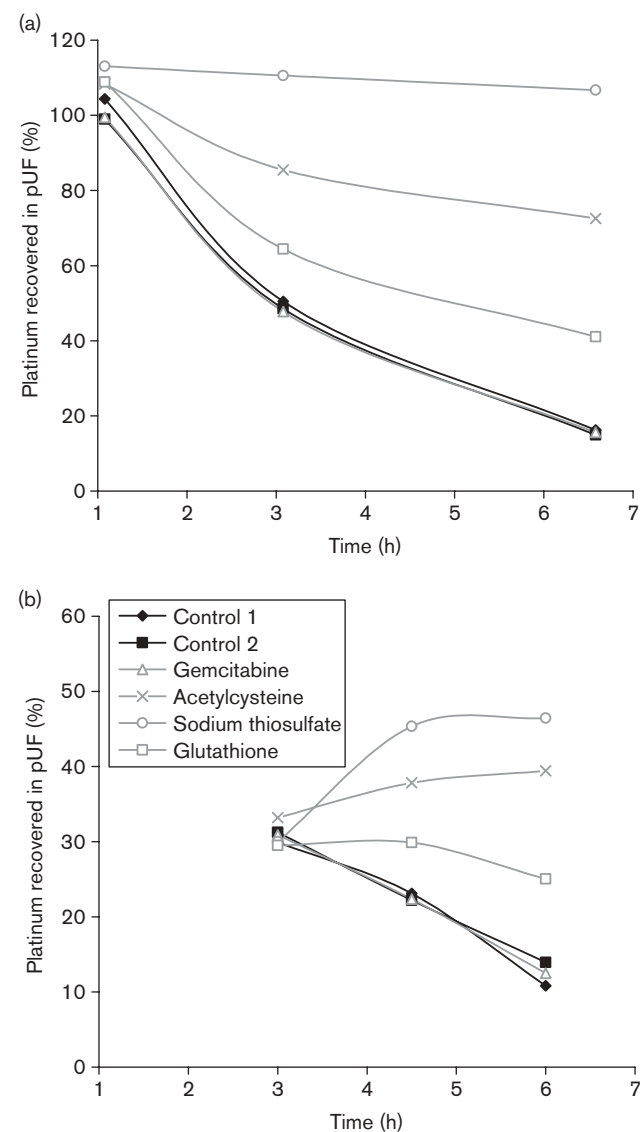 (a)
120
100
80
60
40
20
0
Platinum recovered in pUF (%)
1 2 3 4 5 6 7
Time (h)
(b)
60
50
40
30
20
10
0
Platinum recovered in pUF (%)
Control 1
Control 2
Gemcitabine
Acetylcysteine
Sodium thiosulfate
Glutathione
1 2 3 4 5 6 7
Time (h)